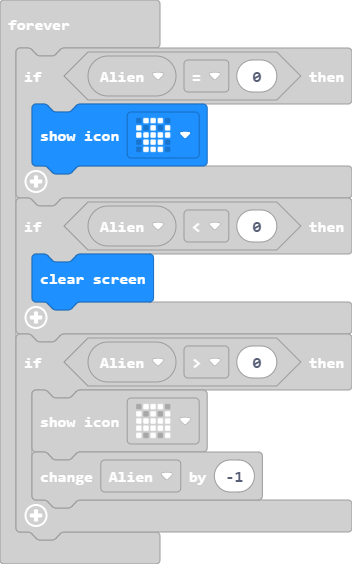 forever
if Alien = 0 then
show icon
if Alien < 0 then
clear screen
if Alien > 0 then
show icon
change Alien by -1